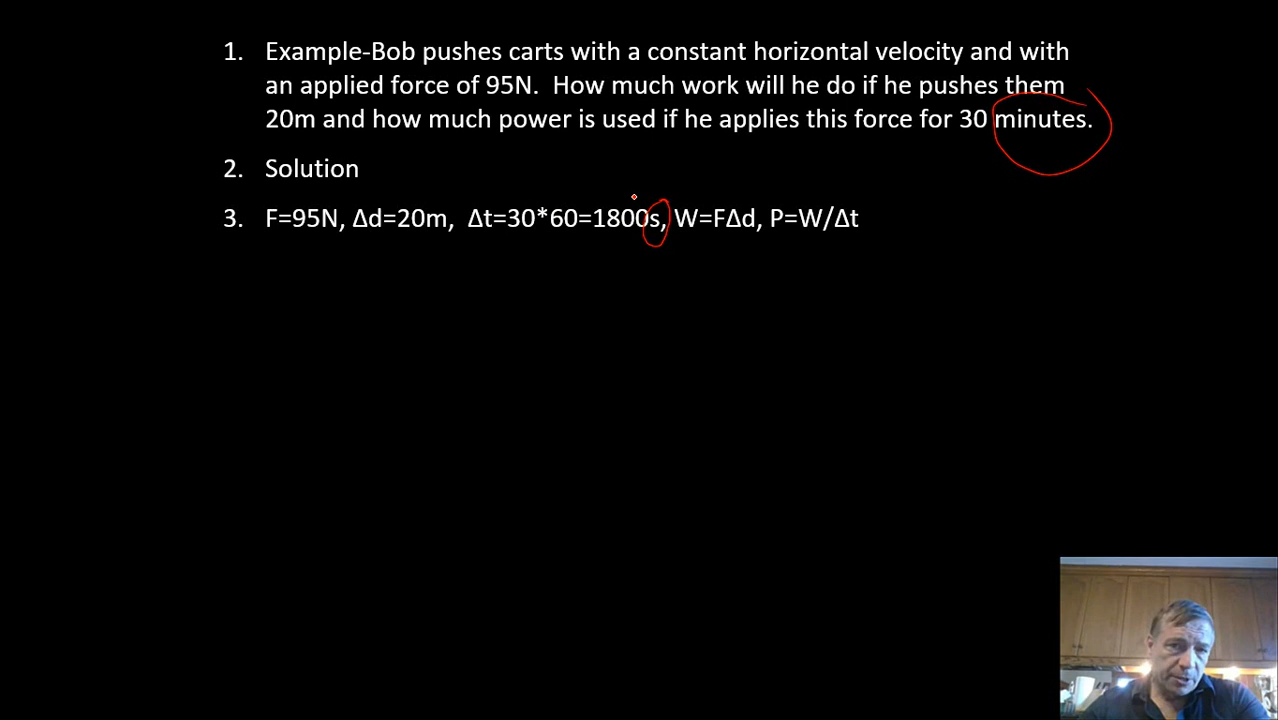 1. Example-Bob pushes carts with a constant horizontal velocity and with
an applied force of 95N.  How much work will he do if he pushes them
20m and how much power is used if he applies this force for 30 minutes.
2. Solution
3. F=95N, Δd=20m,  Δt=30*60=1800s, W=FΔd, P=W/Δt